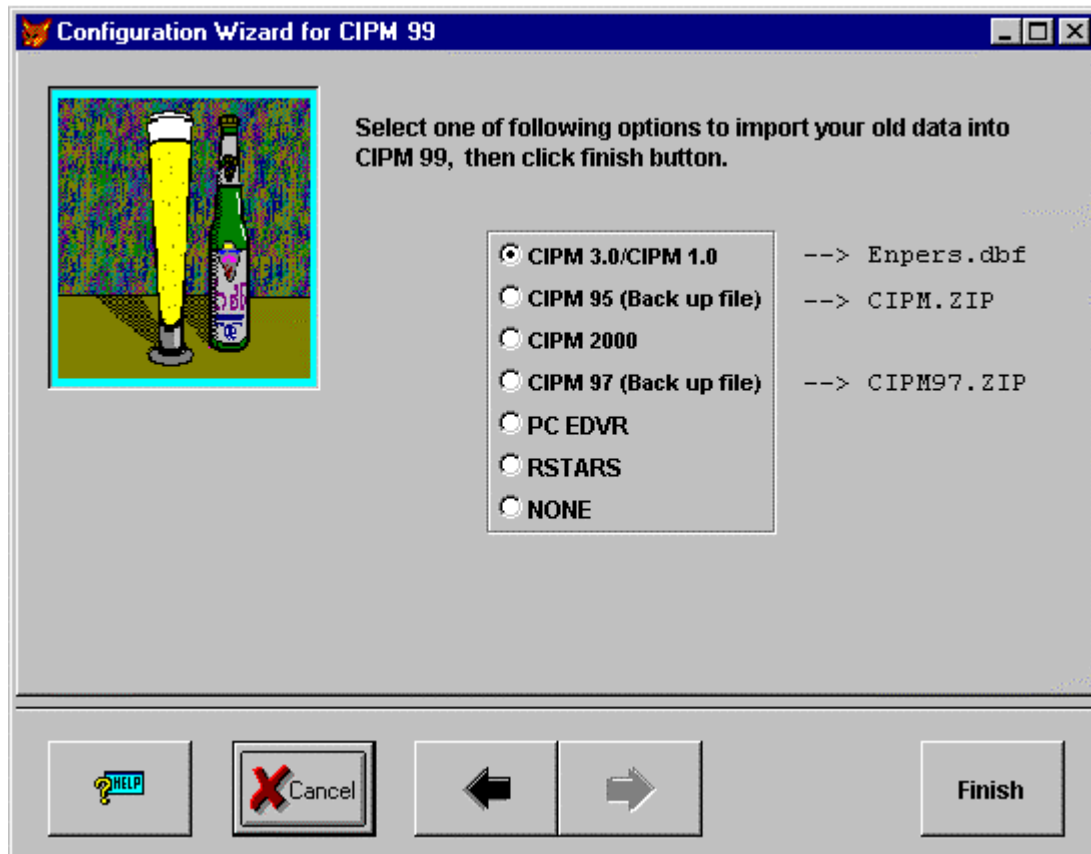 Configuration Wizard for CIPM 99
Select one of following options to import your old data into
CIPM 99, then click finish button.
CIPM 3.0/CIPM 1.0 --> Enpers.dbf
CIPM 95 (Back up file) --> CIPM.ZIP
CIPM 2000
CIPM 97 (Back up file) --> CIPM97.ZIP
PC EDVR
RSTARS
NONE
HELP Cancel Finish